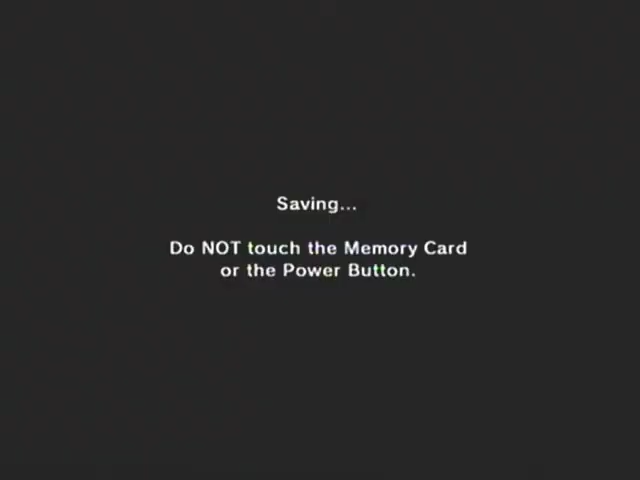 Saving...
Do NOT touch the Memory Card
or the Power Button.